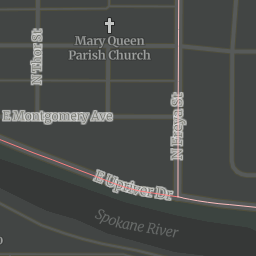 N Thor St
Mary Queen
Parish Church
E Montgomery Ave
N Freya St
E Upriver Dr
Spokane River